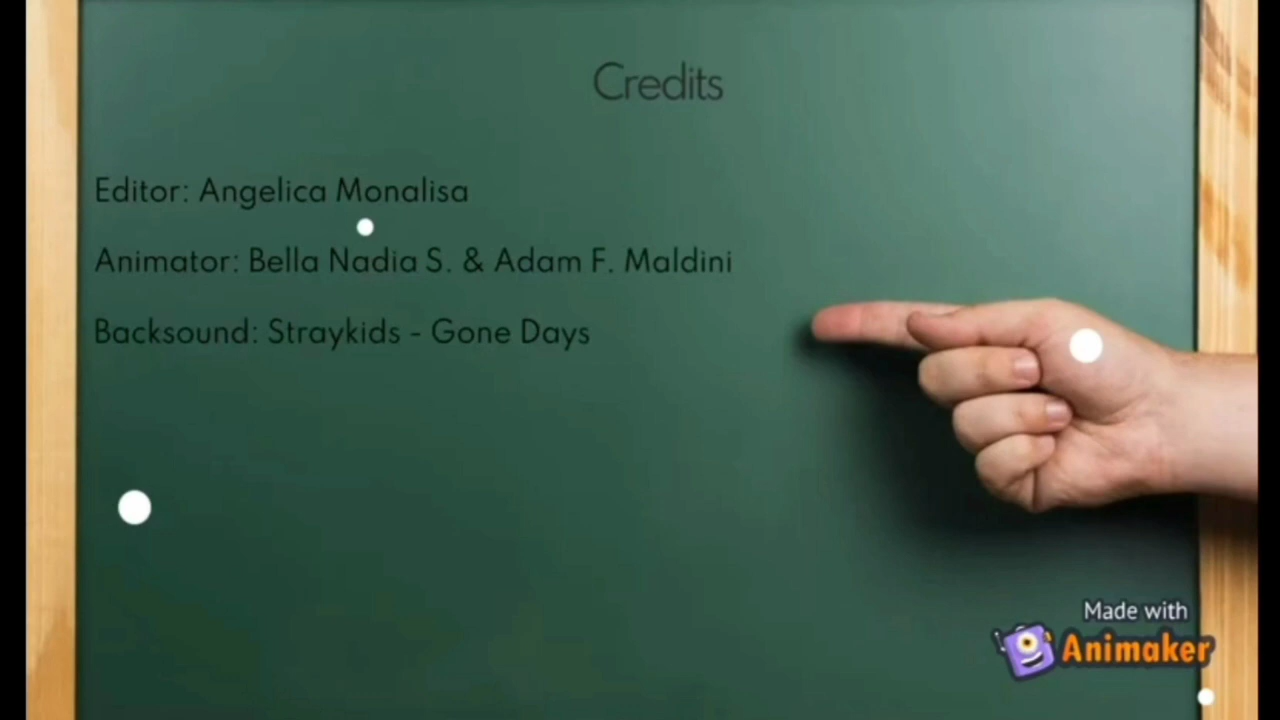 Credits
Editor: Angelica Monalisa
Animator: Bella Nadia S. & Adam F. Maldini
Backsound: Straykids - Gone Days
Made with
Animaker